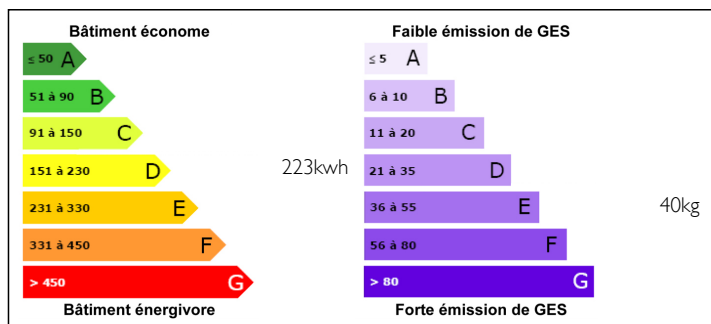 Bâtiment économe
≤ 50 A
51 à 90 B
91 à 150 C
151 à 230 D
231 à 330 E
331 à 450 F
> 450 G
Bâtiment énergivore
223kwh
Faible émission de GES
≤ 5 A
6 à 10 B
11 à 20 C
21 à 35 D
36 à 55 E
56 à 80 F
> 80 G
Forte émission de GES
40kg